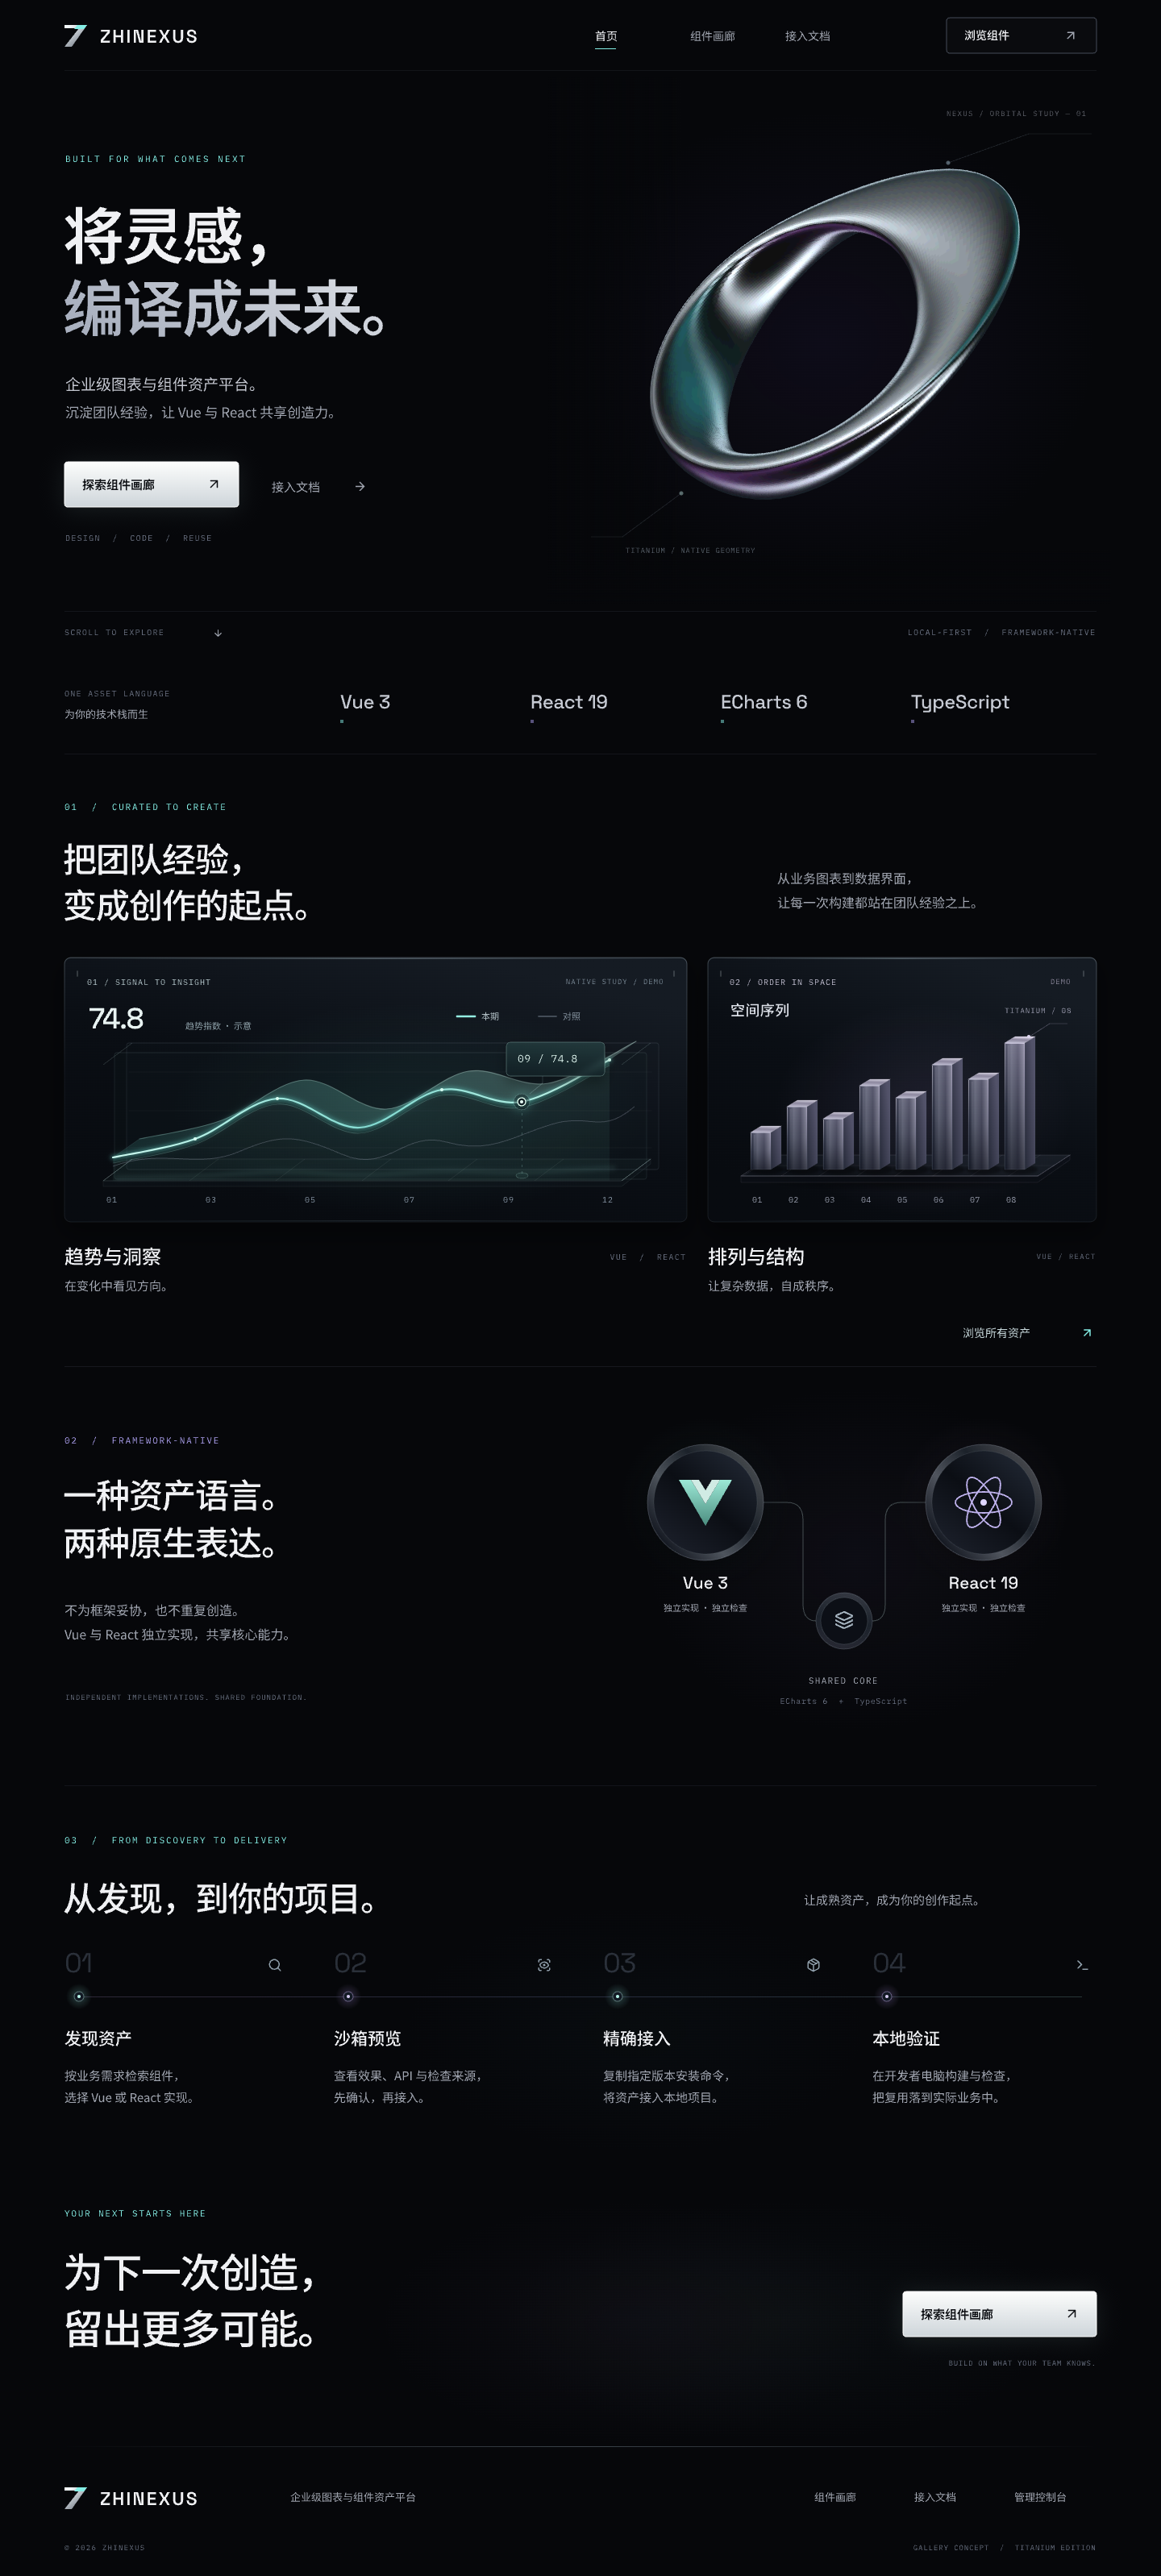 ZHINEXUS
首页
组件画廊
接入文档
浏览组件
NEXUS / ORBITAL STUDY — 01
BUILT FOR WHAT COMES NEXT
将灵感，
编译成未来。
企业级图表与组件资产平台。
沉淀团队经验，让 Vue 与 React 共享创造力。
探索组件画廊
接入文档
DESIGN / CODE / REUSE
TITANIUM / NATIVE GEOMETRY
SCROLL TO EXPLORE
LOCAL-FIRST / FRAMEWORK-NATIVE
ONE ASSET LANGUAGE
为你的技术栈而生
Vue 3
React 19
ECharts 6
TypeScript
01 / CURATED TO CREATE
把团队经验，
变成创作的起点。
从业务图表到数据界面，
让每一次构建都站在团队经验之上。
01 / SIGNAL TO INSIGHT
NATIVE STUDY / DEMO
74.8
趋势指数 · 示意
本期
对照
09 / 74.8
01 03 05 07 09 12
趋势与洞察
VUE / REACT
在变化中看见方向。
02 / ORDER IN SPACE
DEMO
空间序列
TITANIUM / 08
01 02 03 04 05 06 07 08
排列与结构
VUE / REACT
让复杂数据，自成秩序。
浏览所有资产
02 / FRAMEWORK-NATIVE
一种资产语言。
两种原生表达。
不为框架妥协，也不重复创造。
Vue 与 React 独立实现，共享核心能力。
INDEPENDENT IMPLEMENTATIONS. SHARED FOUNDATION.
Vue 3
独立实现 · 独立检查
React 19
独立实现 · 独立检查
SHARED CORE
ECharts 6 + TypeScript
03 / FROM DISCOVERY TO DELIVERY
从发现，到你的项目。
让成熟资产，成为你的创作起点。
01
发现资产
按业务需求检索组件，
选择 Vue 或 React 实现。
02
沙箱预览
查看效果、API 与检查来源，
先确认，再接入。
03
精确接入
复制指定版本安装命令，
将资产接入本地项目。
04
本地验证
在开发者电脑构建与检查，
把复用落到实际业务中。
YOUR NEXT STARTS HERE
为下一次创造，
留出更多可能。
探索组件画廊
BUILD ON WHAT YOUR TEAM KNOWS.
ZHINEXUS
企业级图表与组件资产平台
组件画廊
接入文档
管理控制台
© 2026 ZHINEXUS
GALLERY CONCEPT / TITANIUM EDITION